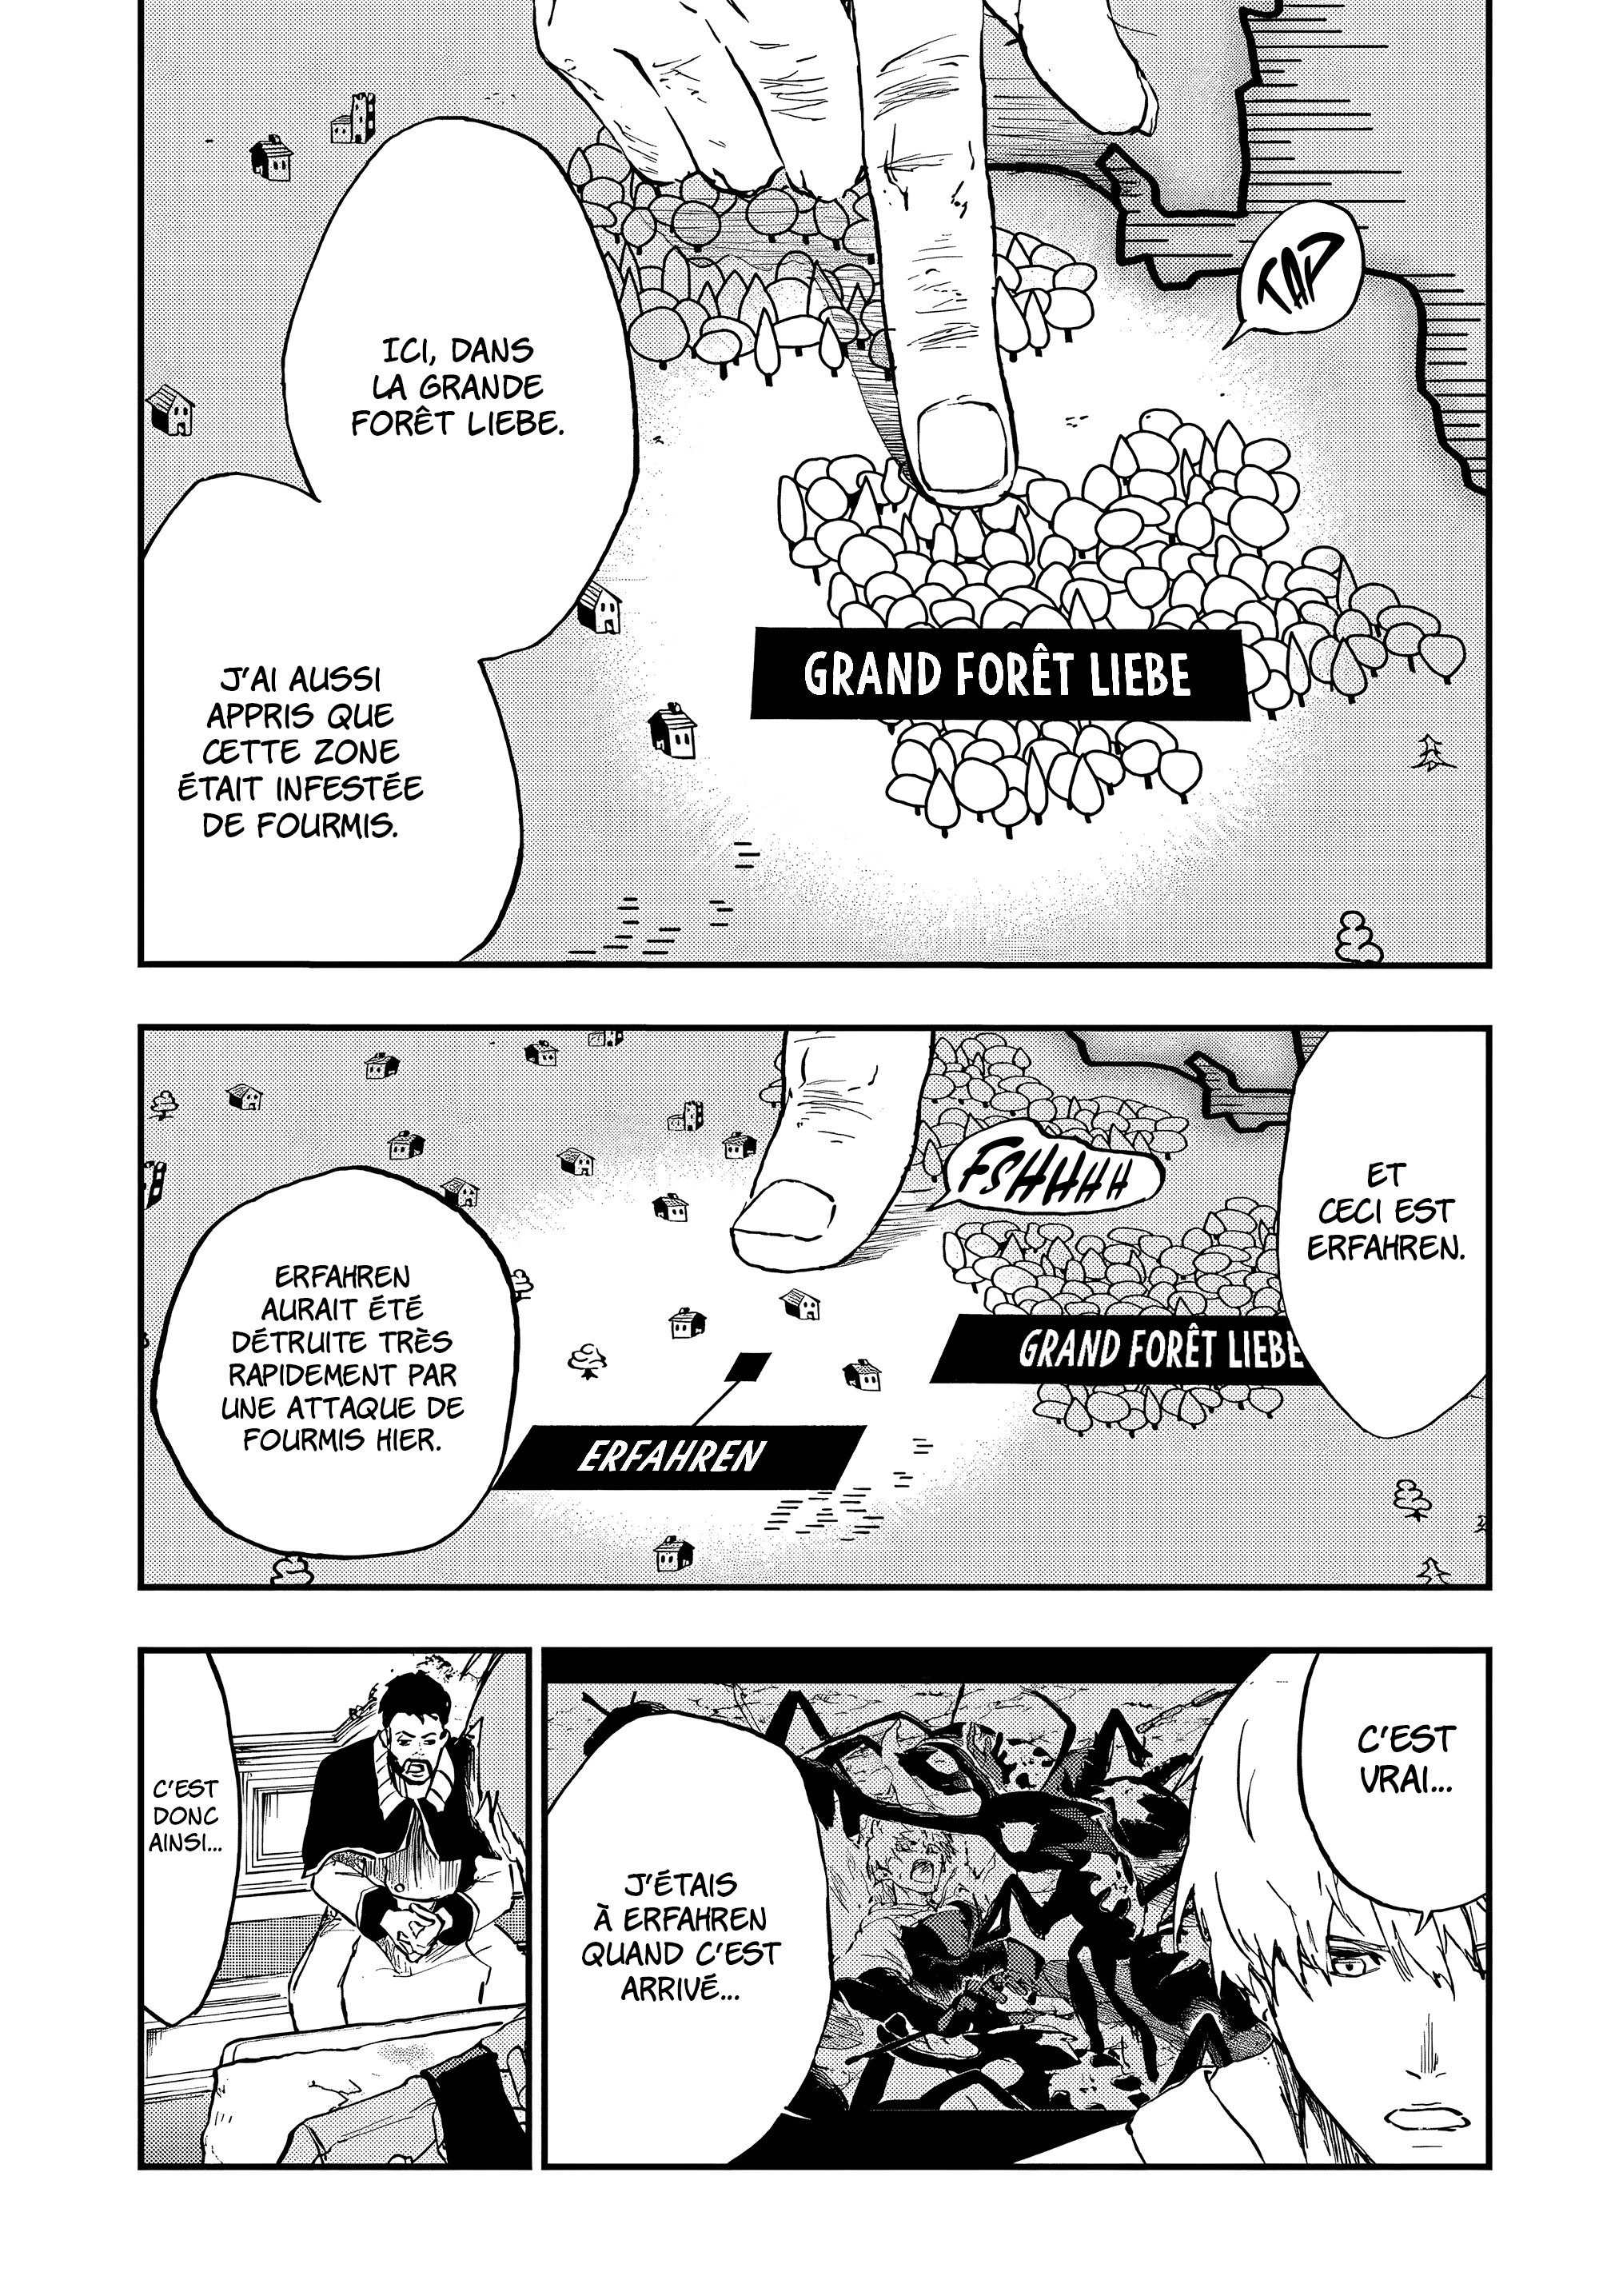 TAP
ICI, DANS
LA GRANDE
FORÊT LIEBE.
GRAND FORÊT LIEBE
J'AI AUSSI
APPRIS QUE
CETTE ZONE
ÉTAIT INFESTÉE
DE FOURMIS.
ET
CECI EST
ERFAHREN.
FSHHHH
GRAND FORÊT LIEBE
ERFAHREN
AURAIT ÉTÉ
DÉTRUITE TRÈS
RAPIDEMENT PAR
UNE ATTAQUE DE
FOURMIS HIER.
ERFAHREN
C'EST
VRAI...
J'ÉTAIS
À ERFAHREN
QUAND C'EST
ARRIVÉ...
C'EST
DONC
AINSI...